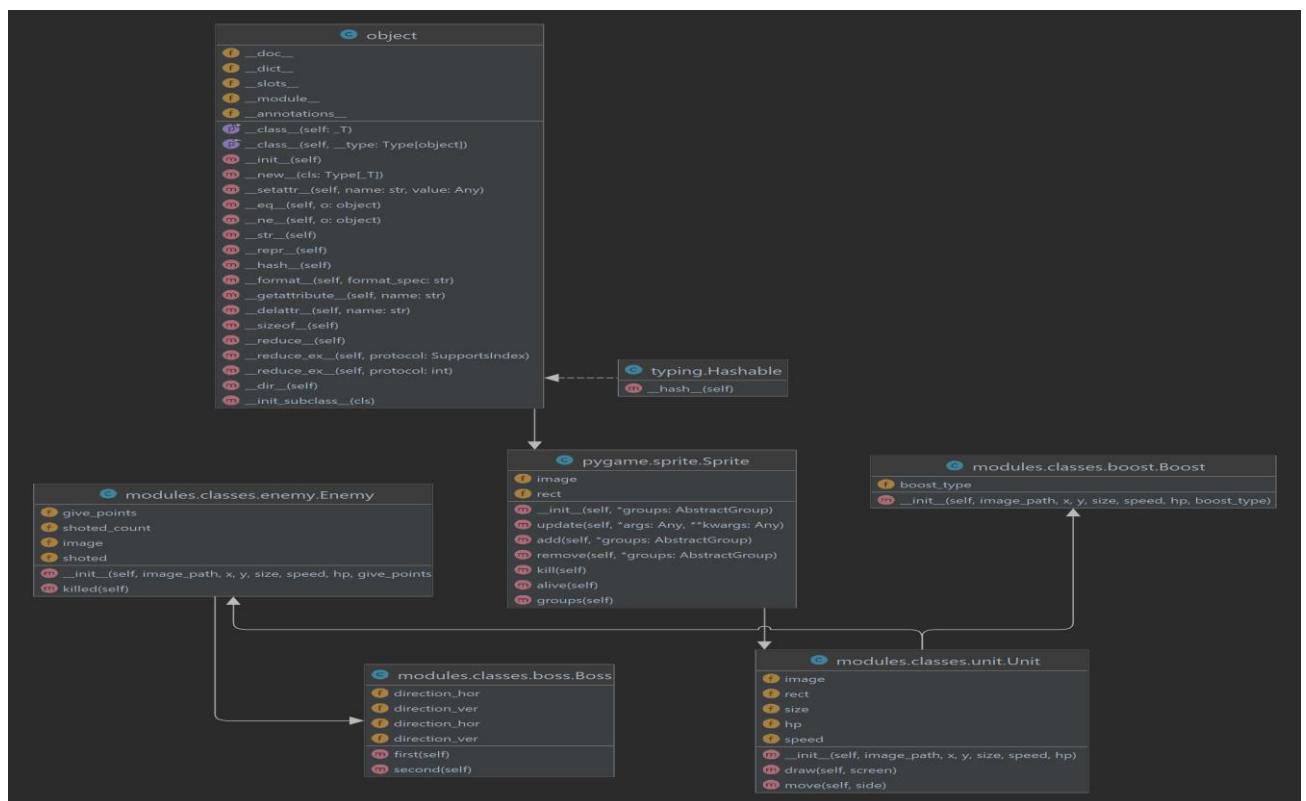 object
__doc__
__dict__
__slots__
__module__
__annotations__
__class__(self: _T)
__class__(self, __type: Type[object])
__init__(self)
__new__(cls: Type[_T])
__setattr__(self, name: str, value: Any)
__eq__(self, o: object)
__ne__(self, o: object)
__str__(self)
__repr__(self)
__hash__(self)
__format__(self, format_spec: str)
__getattribute__(self, name: str)
__delattr__(self, name: str)
__sizeof__(self)
__reduce__(self)
__reduce_ex__(self, protocol: SupportsIndex)
__reduce_ex__(self, protocol: int)
__dir__(self)
__init_subclass__(cls)
typing.Hashable
__hash__(self)
pygame.sprite.Sprite
image
rect
__init__(self, *groups: AbstractGroup)
update(self, *args: Any, **kwargs: Any)
add(self, *groups: AbstractGroup)
remove(self, *groups: AbstractGroup)
kill(self)
alive(self)
groups(self)
modules.classes.boost.Boost
boost_type
__init__(self, image_path, x, y, size, speed, hp, boost_type)
modules.classes.enemy.Enemy
give_points
shoted_count
image
shoted
__init__(self, image_path, x, y, size, speed, hp, give_points
killed(self)
modules.classes.boss.Boss
direction_hor
direction_ver
direction_hor
direction_ver
first(self)
second(self)
modules.classes.unit.Unit
image
rect
size
hp
speed
__init__(self, image_path, x, y, size, speed, hp)
draw(self, screen)
move(self, side)